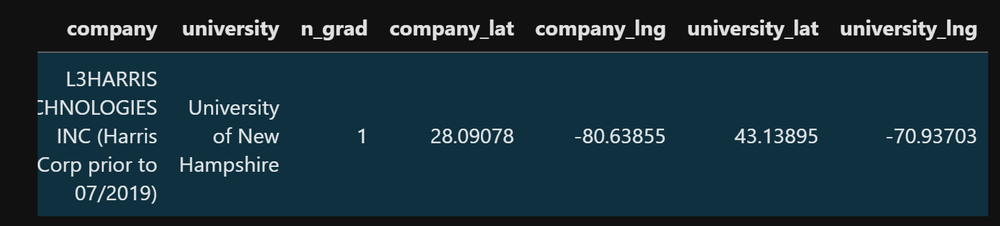 company university n_grad company_lat company_lng university_lat university_lng
L3HARRIS
CHNOLOGIES University
INC (Harris of New 1 28.09078 -80.63855 43.13895 -70.93703
Corp prior to Hampshire
07/2019)